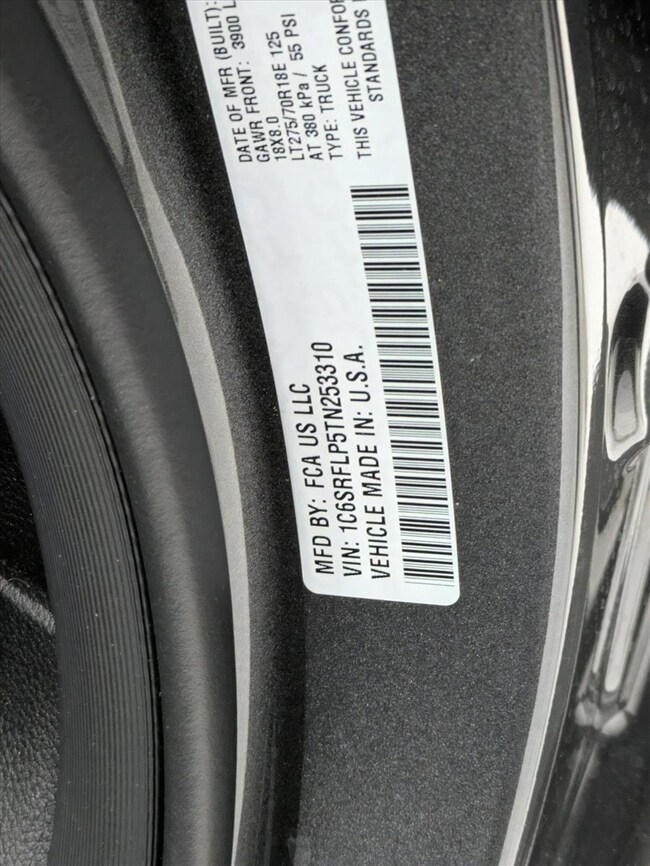 MFD BY: FCA US LLC
VIN: 1C6SRFLP5TN253310
VEHICLE MADE IN: U.S.A.
DATE OF MFR (BUILT):
GAWR FRONT: 3900 L
18X8.0
LT275/70R18E 125
AT 380 kPa / 55 PSI
TYPE: TRUCK
THIS VEHICLE CONFOR
STANDARDS